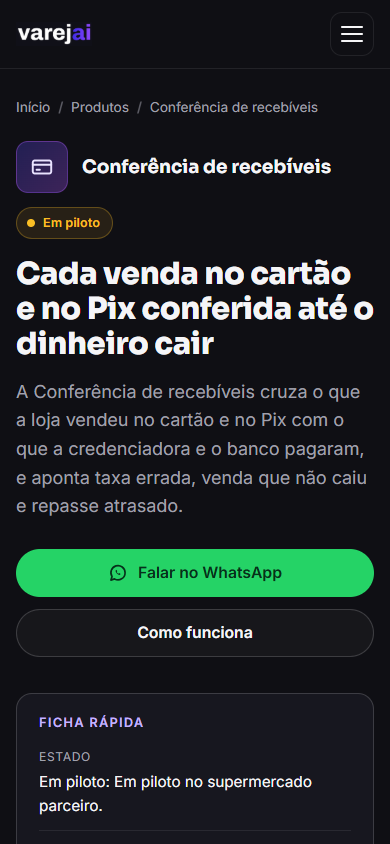 varejai
Início / Produtos / Conferência de recebíveis
Conferência de recebíveis
Em piloto
Cada venda no cartão
e no Pix conferida até o
dinheiro cair
A Conferência de recebíveis cruza o que
a loja vendeu no cartão e no Pix com o
que a credenciadora e o banco pagaram,
e aponta taxa errada, venda que não caiu
e repasse atrasado.
Falar no WhatsApp
Como funciona
FICHA RÁPIDA
ESTADO
Em piloto: Em piloto no supermercado
parceiro.